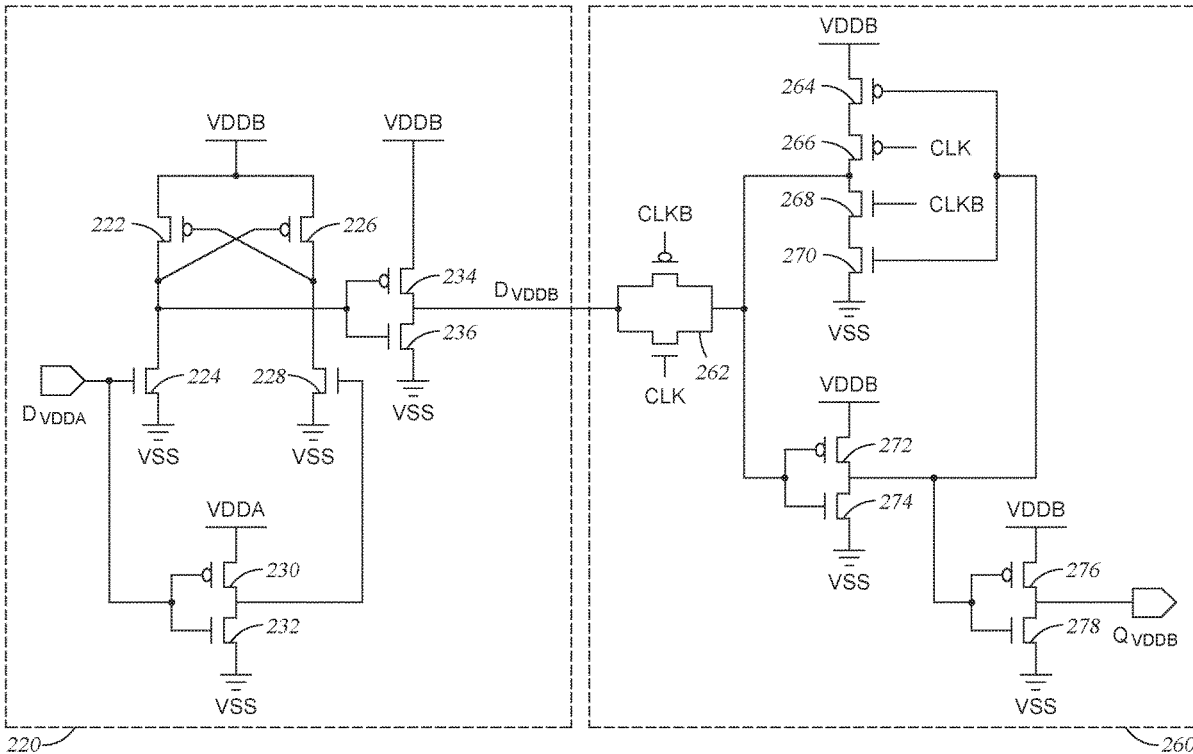 VDDB
264
VDDB
VDDB
266
CLK
222
226
CLKB
268
CLKB
234
270
D VDDB
VSS
236
262
224
228
VDDB
CLK
D VDDA
VSS
272
VSS
VSS
274
VDDA
VDDB
VSS
230
276
232
278
Q VDDB
VSS
VSS
220
260